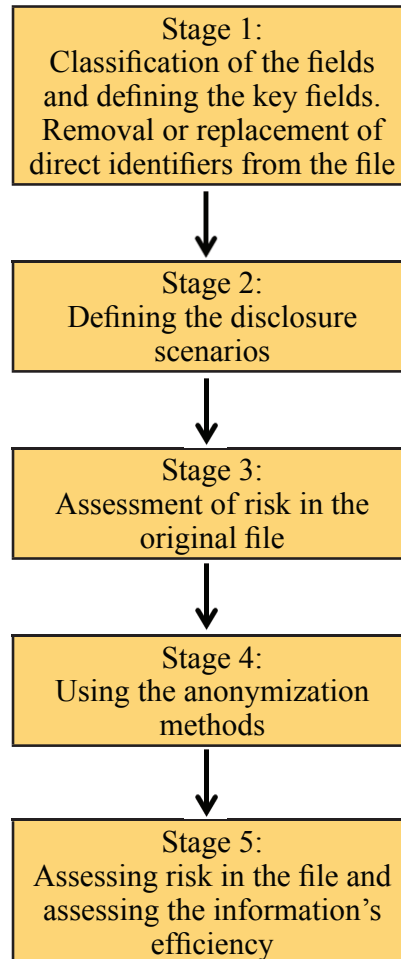 Stage 1:
Classification of the fields
and defining the key fields.
Removal or replacement of
direct identifiers from the file
Stage 2:
Defining the disclosure
scenarios
Stage 3:
Assessment of risk in the
original file
Stage 4:
Using the anonymization
methods
Stage 5:
Assessing risk in the file and
assessing the information’s
efficiency